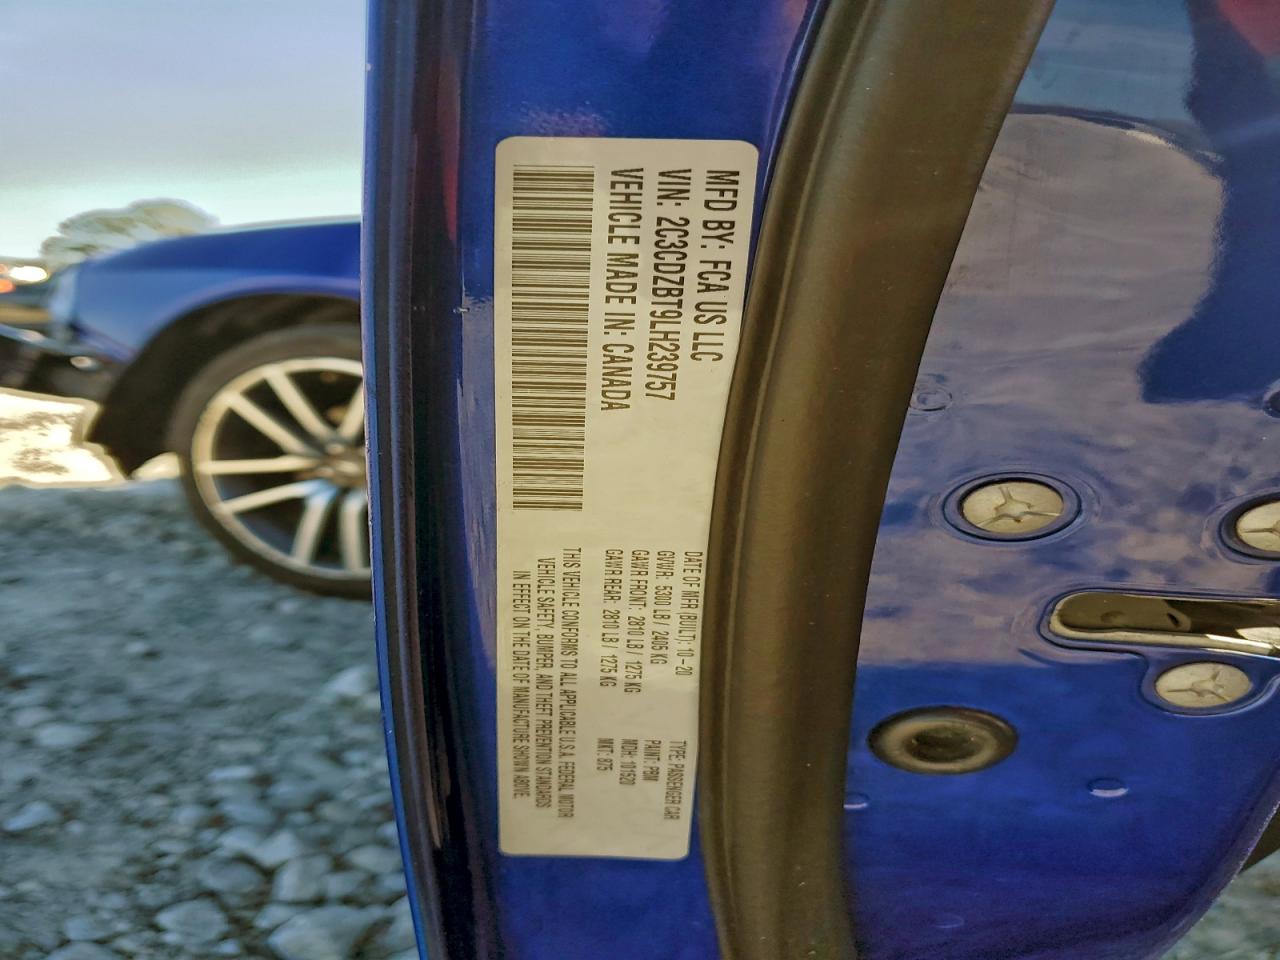 MFD BY: FCA US LLC
VIN: 2C3CDZBT9LH239757
VEHICLE MADE IN: CANADA
DATE OF MFR (BUILT): 10-20
GVWR: 5300 LB / 2405 KG
GAWR FRONT: 2810 LB / 1275 KG
GAWR REAR: 2810 LB / 1275 KG
TYPE: PASSENGER CAR
PAINT: PBM
MDH: 101520
MKT: 875
THIS VEHICLE CONFORMS TO ALL APPLICABLE U.S.A. FEDERAL MOTOR
VEHICLE SAFETY, BUMPER, AND THEFT PREVENTION STANDARDS
IN EFFECT ON THE DATE OF MANUFACTURE SHOWN ABOVE.